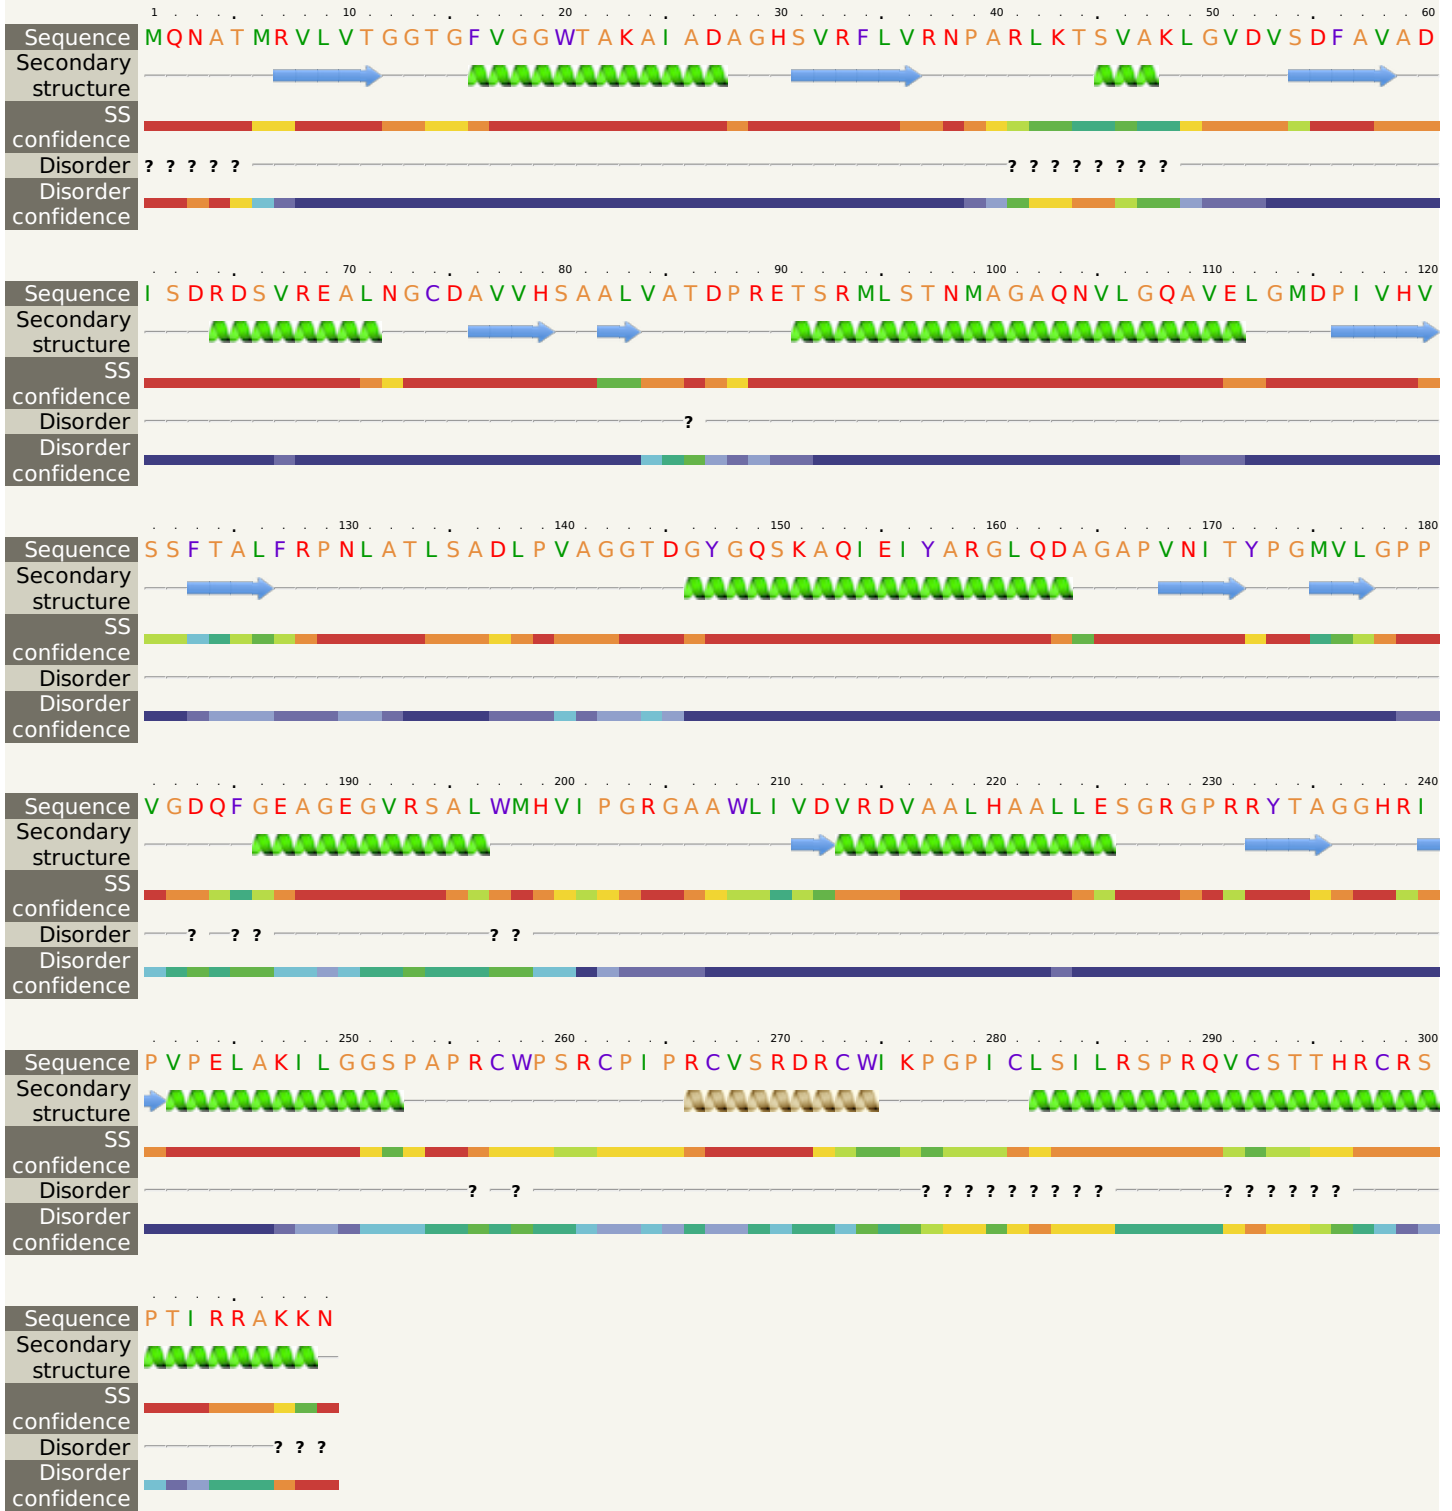 1 10 20 30 40 50 60
Sequence MQNATMRVLVTGGTGFVGGWTAKAIADAGHSVRFLVRNPARLKTSVAKLGVDVSDFAVAD
Secondary
structure
SS
confidence
Disorder ? ? ? ? ? ? ? ? ? ? ? ? ?
Disorder
confidence
70 80 90 100 110 120
Sequence ISDRDSVREALNGCDAVVHSAALVATDPRETSRMLSTNMAGAQNVLGQAVELGMDPIVHV
Secondary
structure
SS
confidence
Disorder ?
Disorder
confidence
130 140 150 160 170 180
Sequence SSFTALFRPNLATLSADLPVAGGTDGYGQSKAQIEIYARGLQDAGAPVNITYPGMVLGPP
Secondary
structure
SS
confidence
Disorder
Disorder
confidence
190 200 210 220 230 240
Sequence VGDQFGEAGEGVRSALWMHVIPGRGAAWLIVDVRDVAALHAALLESGRGPRRYTAGGHRI
Secondary
structure
SS
confidence
Disorder ? ? ? ? ?
Disorder
confidence
250 260 270 280 290 300
Sequence PVPELAKILGGSPAPRCWPSRCPIPRCVSRDRCWIKPGPICLSILRSPRQVCSTTHRCRS
Secondary
structure
SS
confidence
Disorder ? ? ? ? ? ? ? ? ? ? ? ? ? ? ? ? ?
Disorder
confidence
Sequence PTIRRAKKN
Secondary
structure
SS
confidence
Disorder ? ? ?
Disorder
confidence